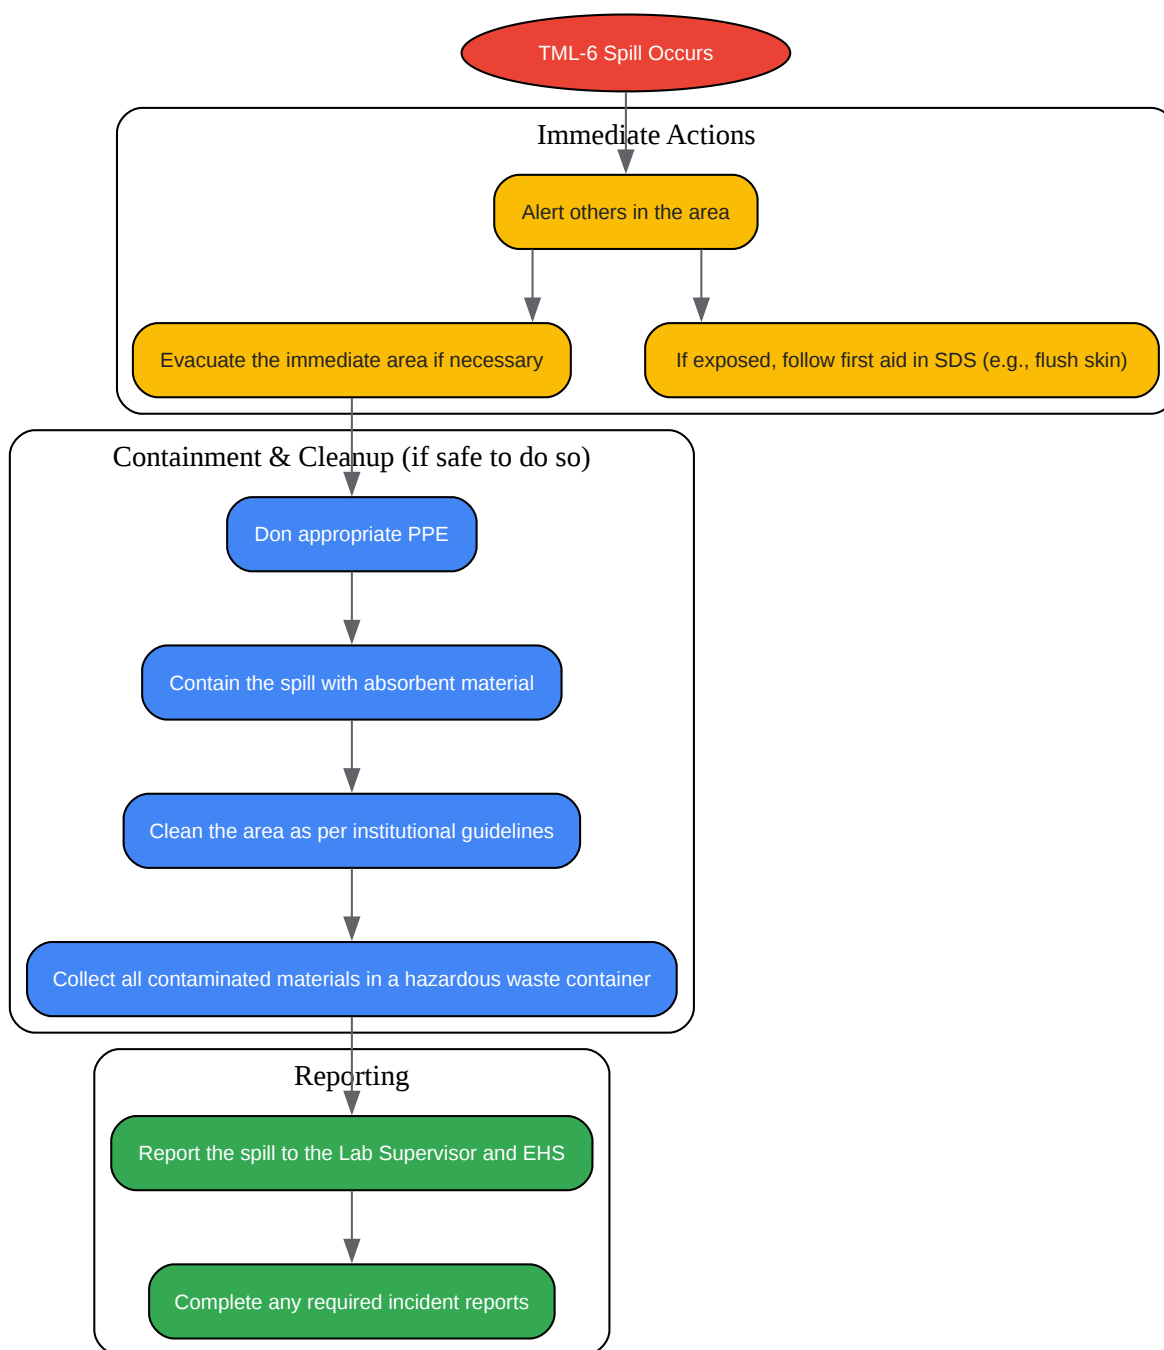 TML-6 Spill Occurs
Immediate Actions
Alert others in the area
Evacuate the immediate area if necessary
If exposed, follow first aid in SDS (e.g., flush skin)
Containment & Cleanup (if safe to do so)
Don appropriate PPE
Contain the spill with absorbent material
Clean the area as per institutional guidelines
Collect all contaminated materials in a hazardous waste container
Reporting
Report the spill to the Lab Supervisor and EHS
Complete any required incident reports